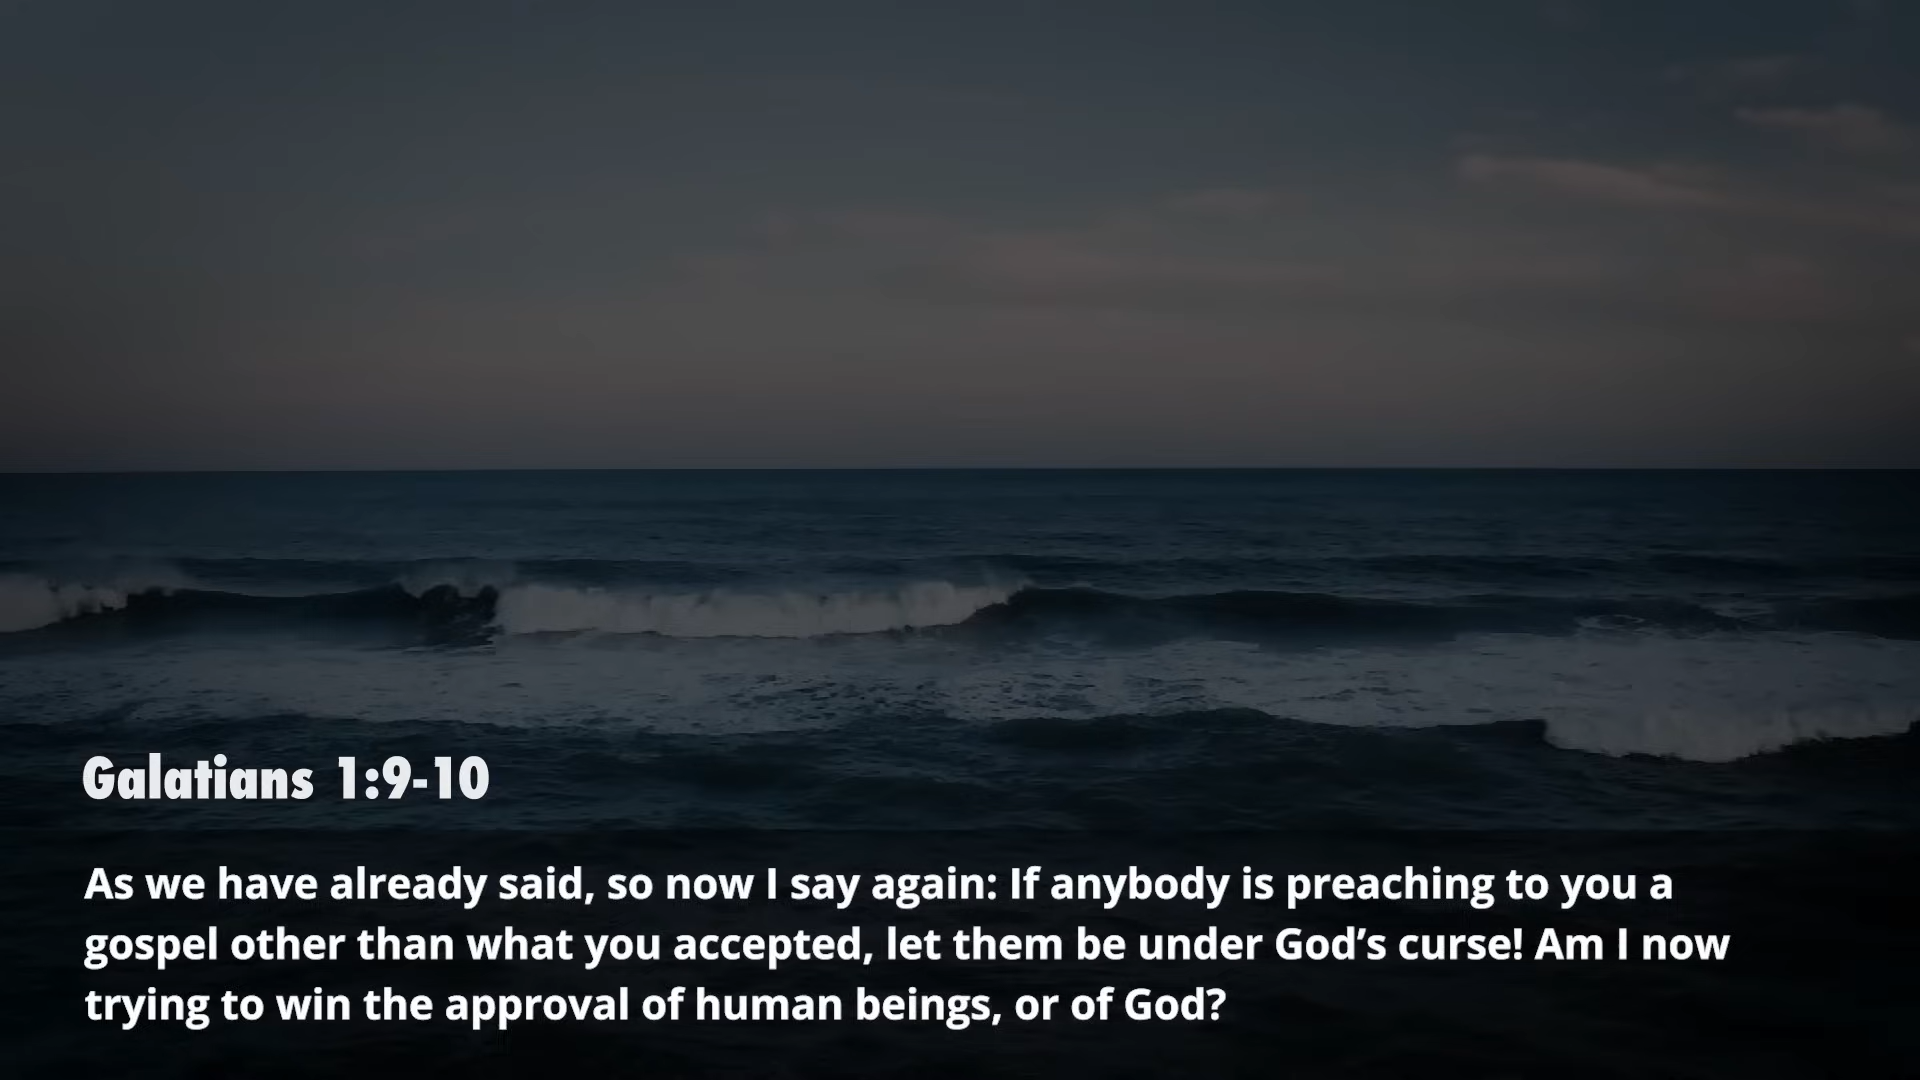 Galatians 1:9-10
As we have already said, so now I say again: If anybody is preaching to you a
gospel other than what you accepted, let them be under God’s curse! Am I now
trying to win the approval of human beings, or of God?